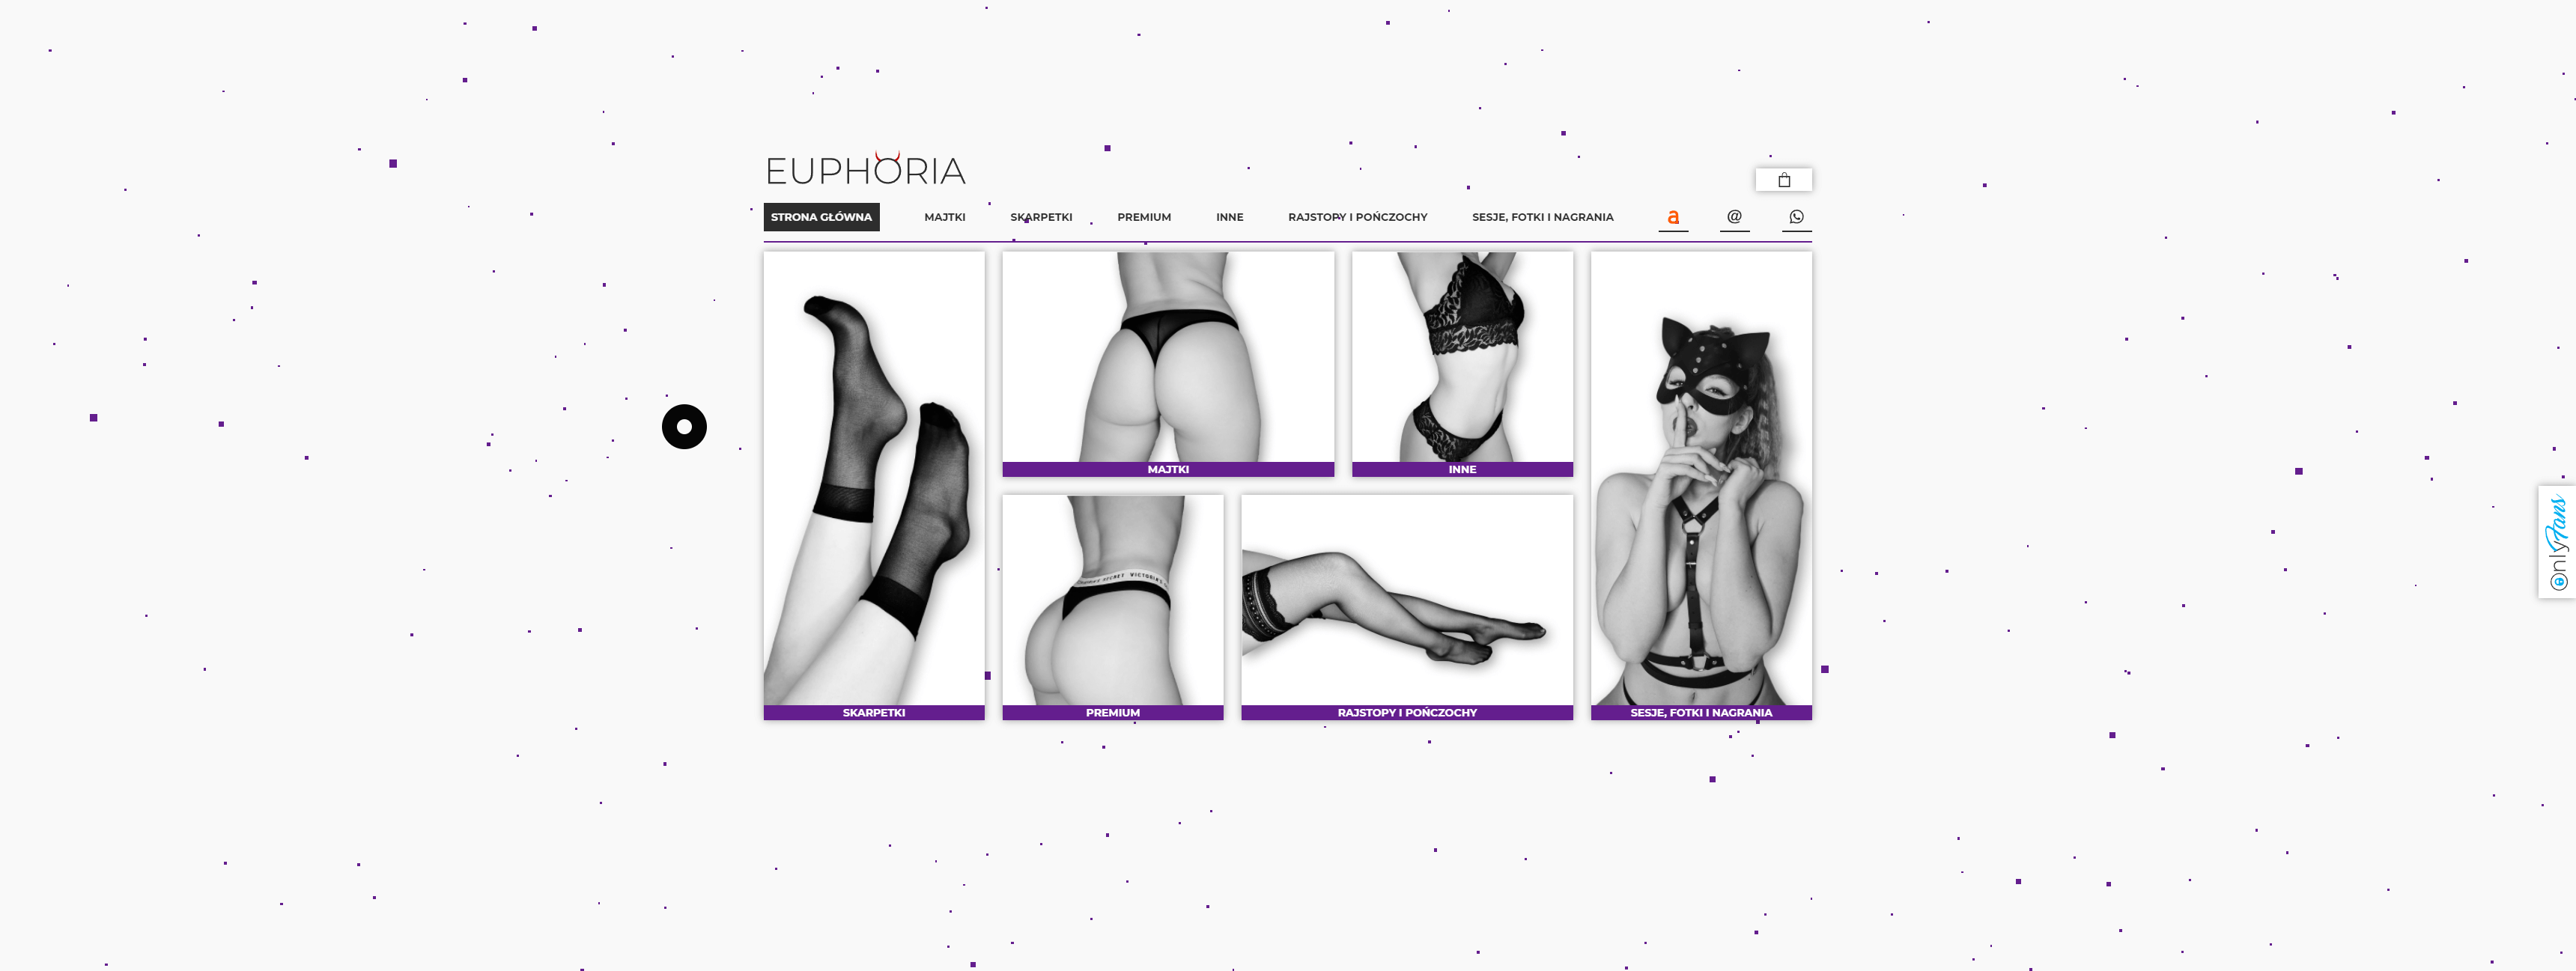 EUPHORIA
STRONA GŁÓWNA
MAJTKI
SKARPETKI
PREMIUM
INNE
RAJSTOPY I POŃCZOCHY
SESJE, FOTKI I NAGRANIA
a
@
MAJTKI
INNE
OnlyFans
VICTORIA'S
SKARPETKI
PREMIUM
RAJSTOPY I POŃCZOCHY
SESJE, FOTKI I NAGRANIA